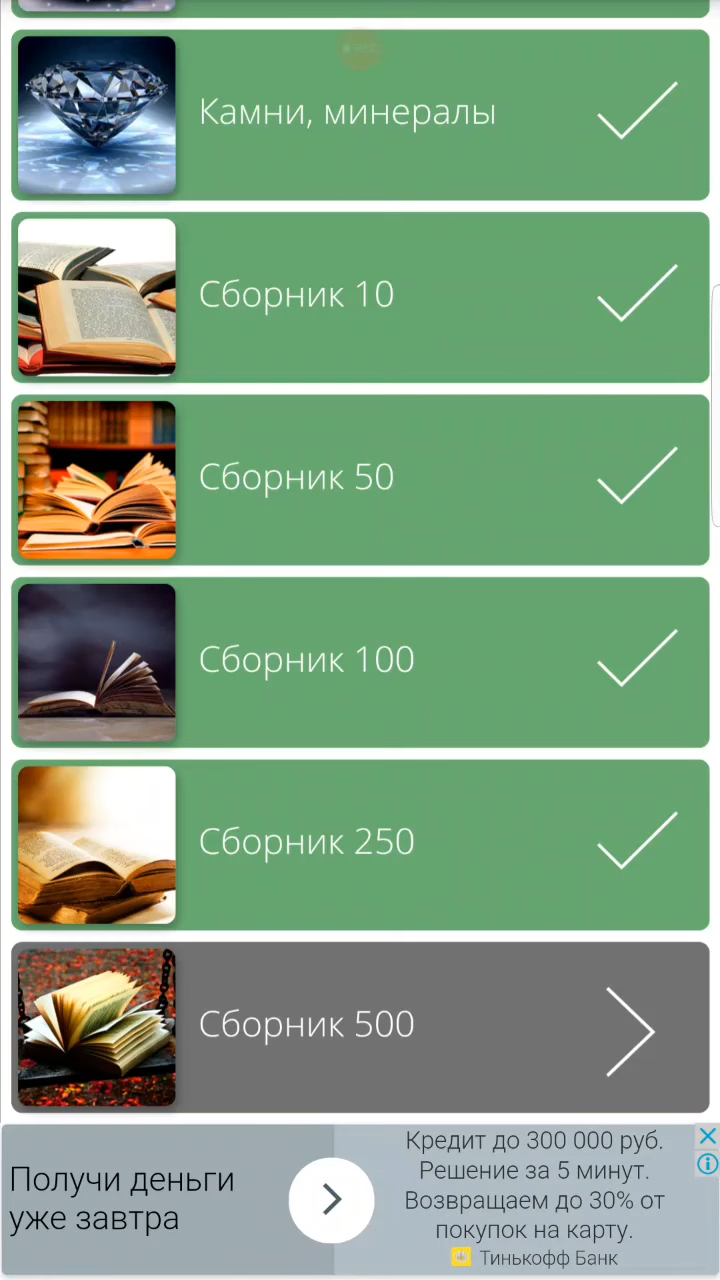 Камни, минералы
Сборник 10
Сборник 50
Сборник 100
Сборник 250
Сборник 500
Получи деньги
уже завтра
Кредит до 300 000 руб.
Решение за 5 минут.
Возвращаем до 30% от
покупок на карту.
Тинькофф Банк